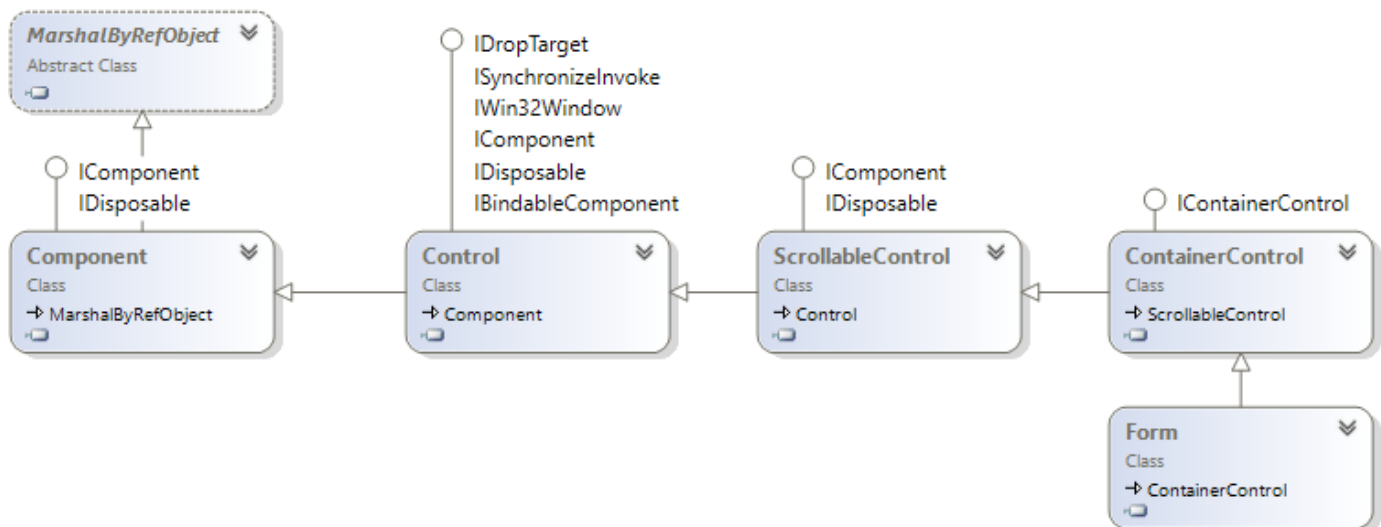 MarshalByRefObject
Abstract Class
IComponent
IDisposable
Component
Class
MarshalByRefObject
IDropTarget
ISynchronizeInvoke
IWin32Window
IComponent
IDisposable
IBindableComponent
Control
Class
Component
IComponent
IDisposable
ScrollableControl
Class
Control
IContainerControl
ContainerControl
Class
ScrollableControl
Form
Class
ContainerControl